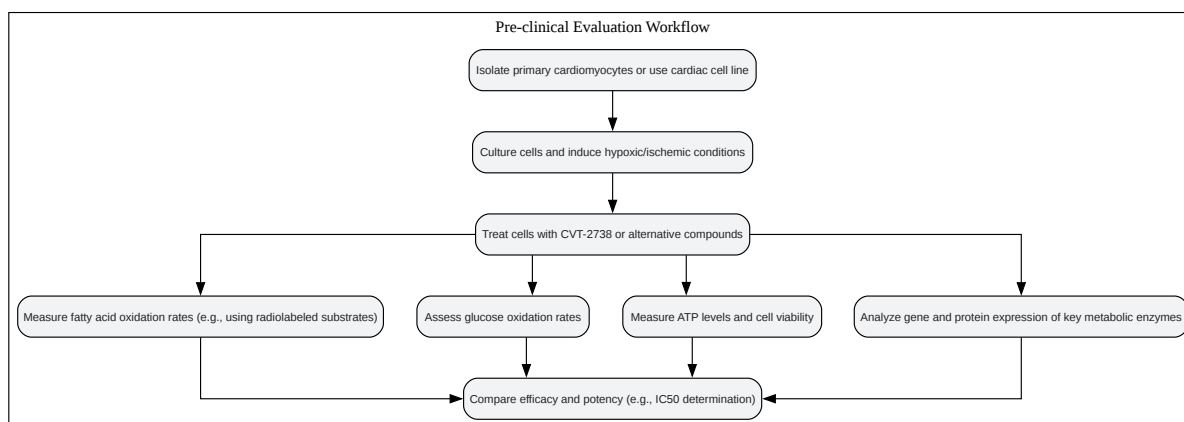 Pre-clinical Evaluation Workflow
Isolate primary cardiomyocytes or use cardiac cell line
Culture cells and induce hypoxic/ischemic conditions
Treat cells with CVT-2738 or alternative compounds
Measure fatty acid oxidation rates (e.g., using radiolabeled substrates)
Assess glucose oxidation rates
Measure ATP levels and cell viability
Analyze gene and protein expression of key metabolic enzymes
Compare efficacy and potency (e.g., IC50 determination)